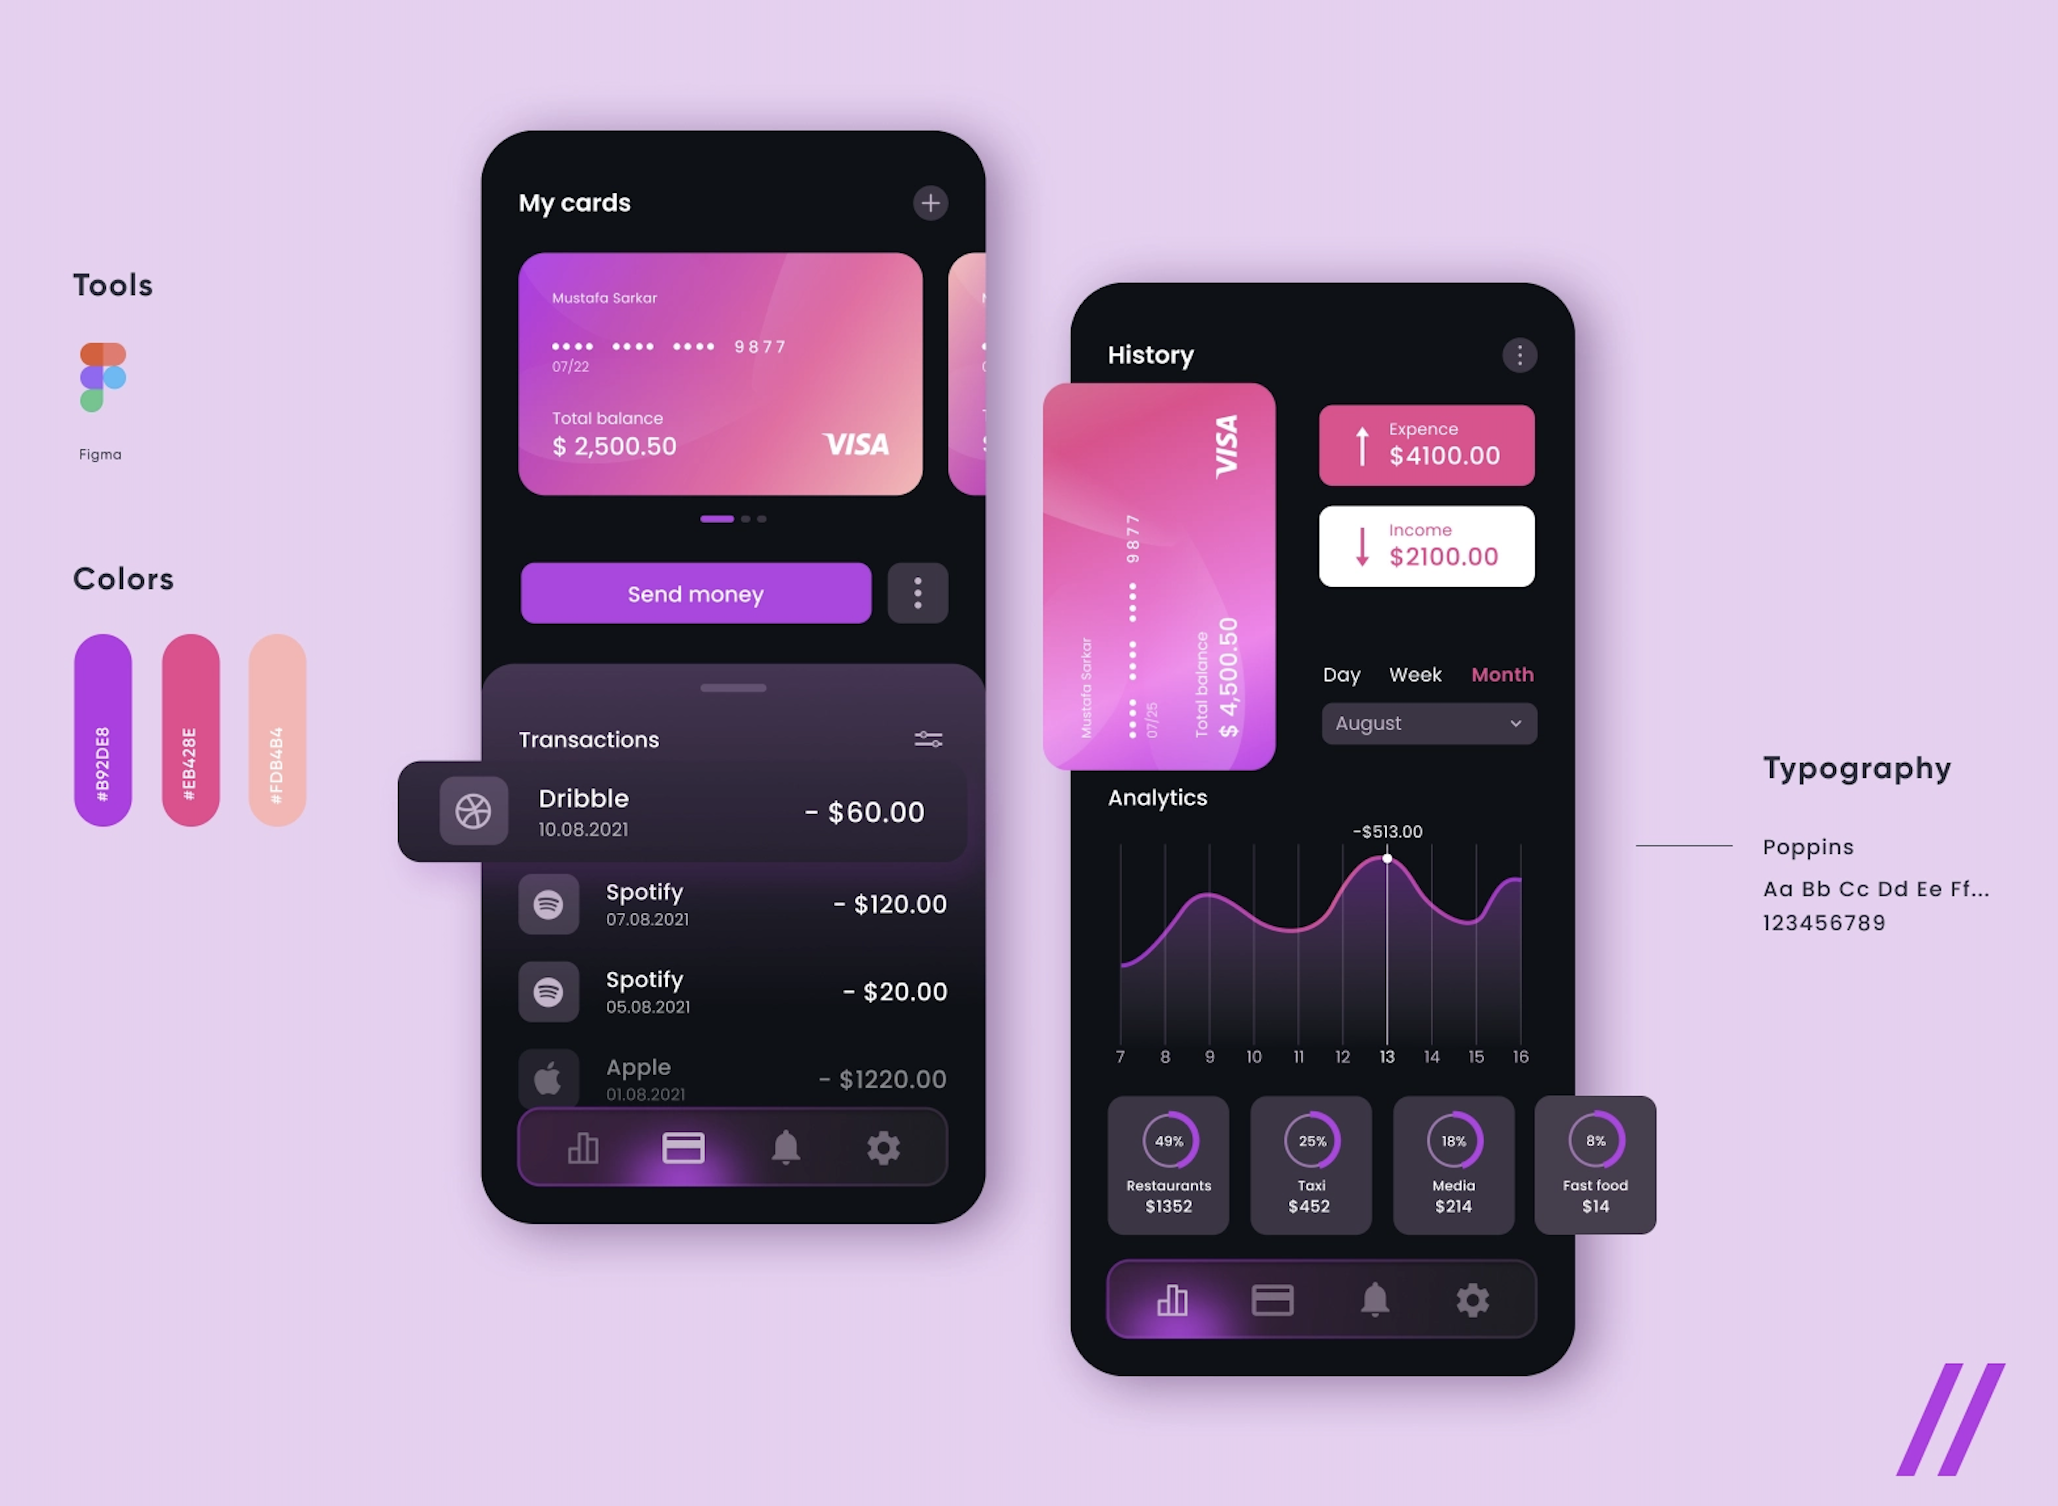 Tools
Figma
Colors
#B92DE8
#EB428E
#FDB4B4
My cards
Mustafa Sarkar
•••• •••• •••• 9877
07/22
Total balance
$ 2,500.50
VISA
Send money
Transactions
Dribble
10.08.2021
- $60.00
Spotify
07.08.2021
- $120.00
Spotify
05.08.2021
- $20.00
Apple
01.08.2021
- $1220.00
History
Mustafa Sarkar
•••• •••• •••• 9877
07/25
Total balance
$ 4,500.50
VISA
Expence
$4100.00
Income
$2100.00
Day Week Month
August
Analytics
-$513.00
7 8 9 10 11 12 13 14 15 16
49%
Restaurants
$1352
25%
Taxi
$452
18%
Media
$214
8%
Fast food
$14
Typography
Poppins
Aa Bb Cc Dd Ee Ff...
123456789